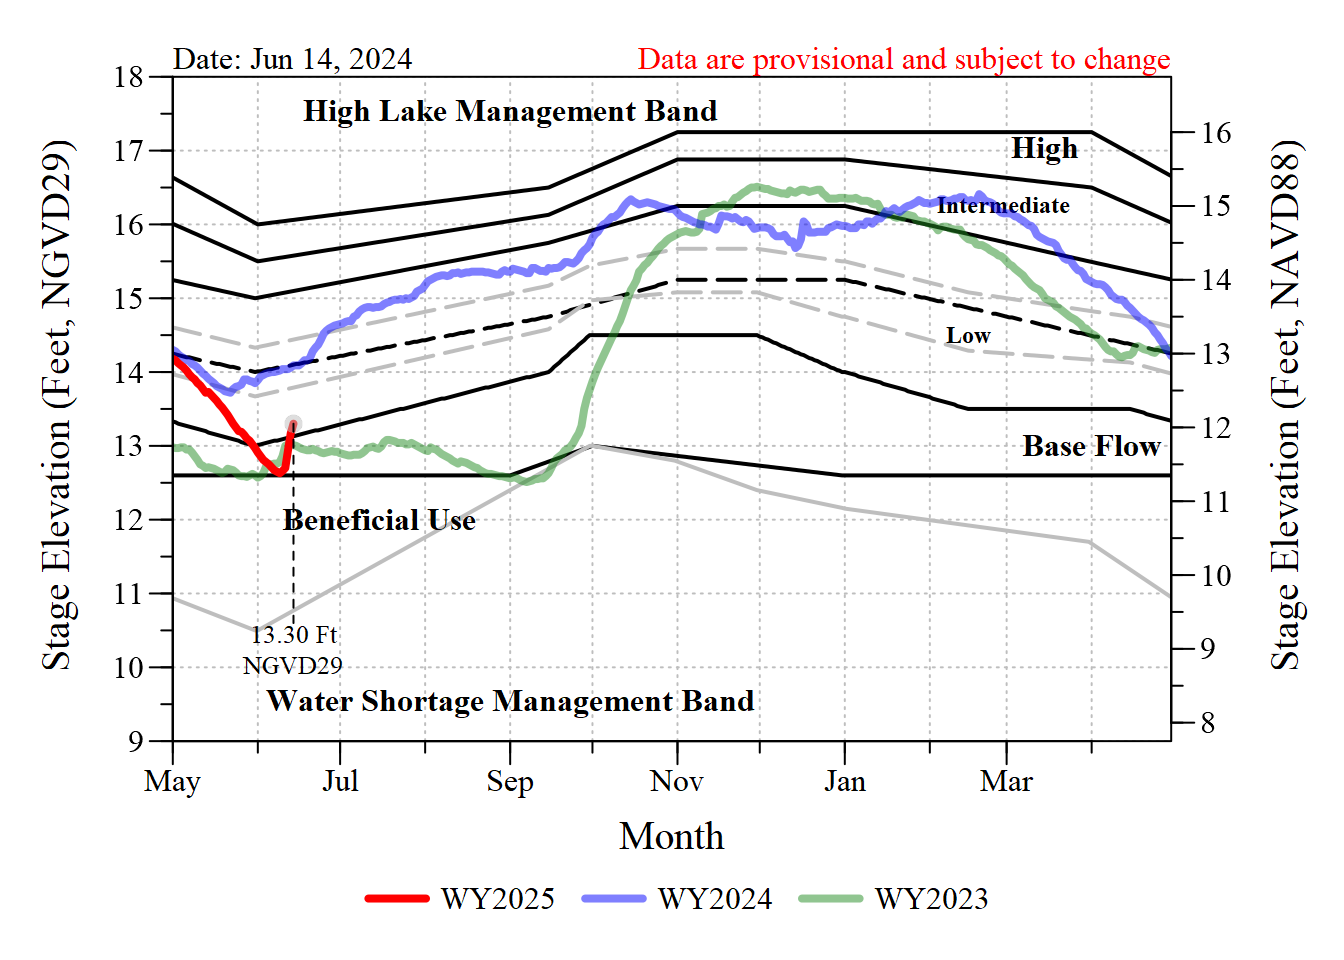 Date: Jun 14, 2024
Data are provisional and subject to change
18
17
16
15
14
13
12
11
10
9
Stage Elevation (Feet, NGVD29)
High Lake Management Band
High
Intermediate
Low
Base Flow
Beneficial Use
13.30 Ft
NGVD29
Water Shortage Management Band
16
15
14
13
12
11
10
9
8
Stage Elevation (Feet, NAVD88)
May Jul Sep Nov Jan Mar
Month
WY2025 WY2024 WY2023